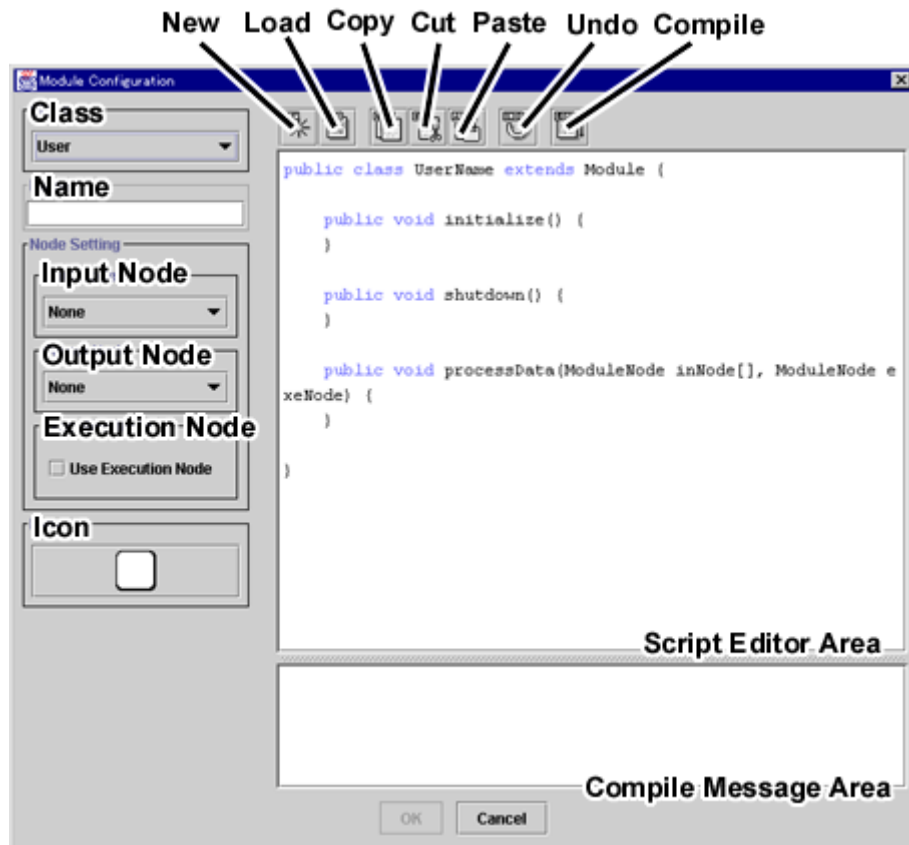 New Load Copy Cut Paste Undo Compile
Module Configuration
Class
User
Name
Node Setting
Input Node
None
Output Node
None
Execution Node
Use Execution Node
Icon
public class UserName extends Module {
public void initialize() {
}
public void shutdown() {
}
public void processData(ModuleNode inNode[], ModuleNode e
xeNode) {
}
}
Script Editor Area
Compile Message Area
OK Cancel